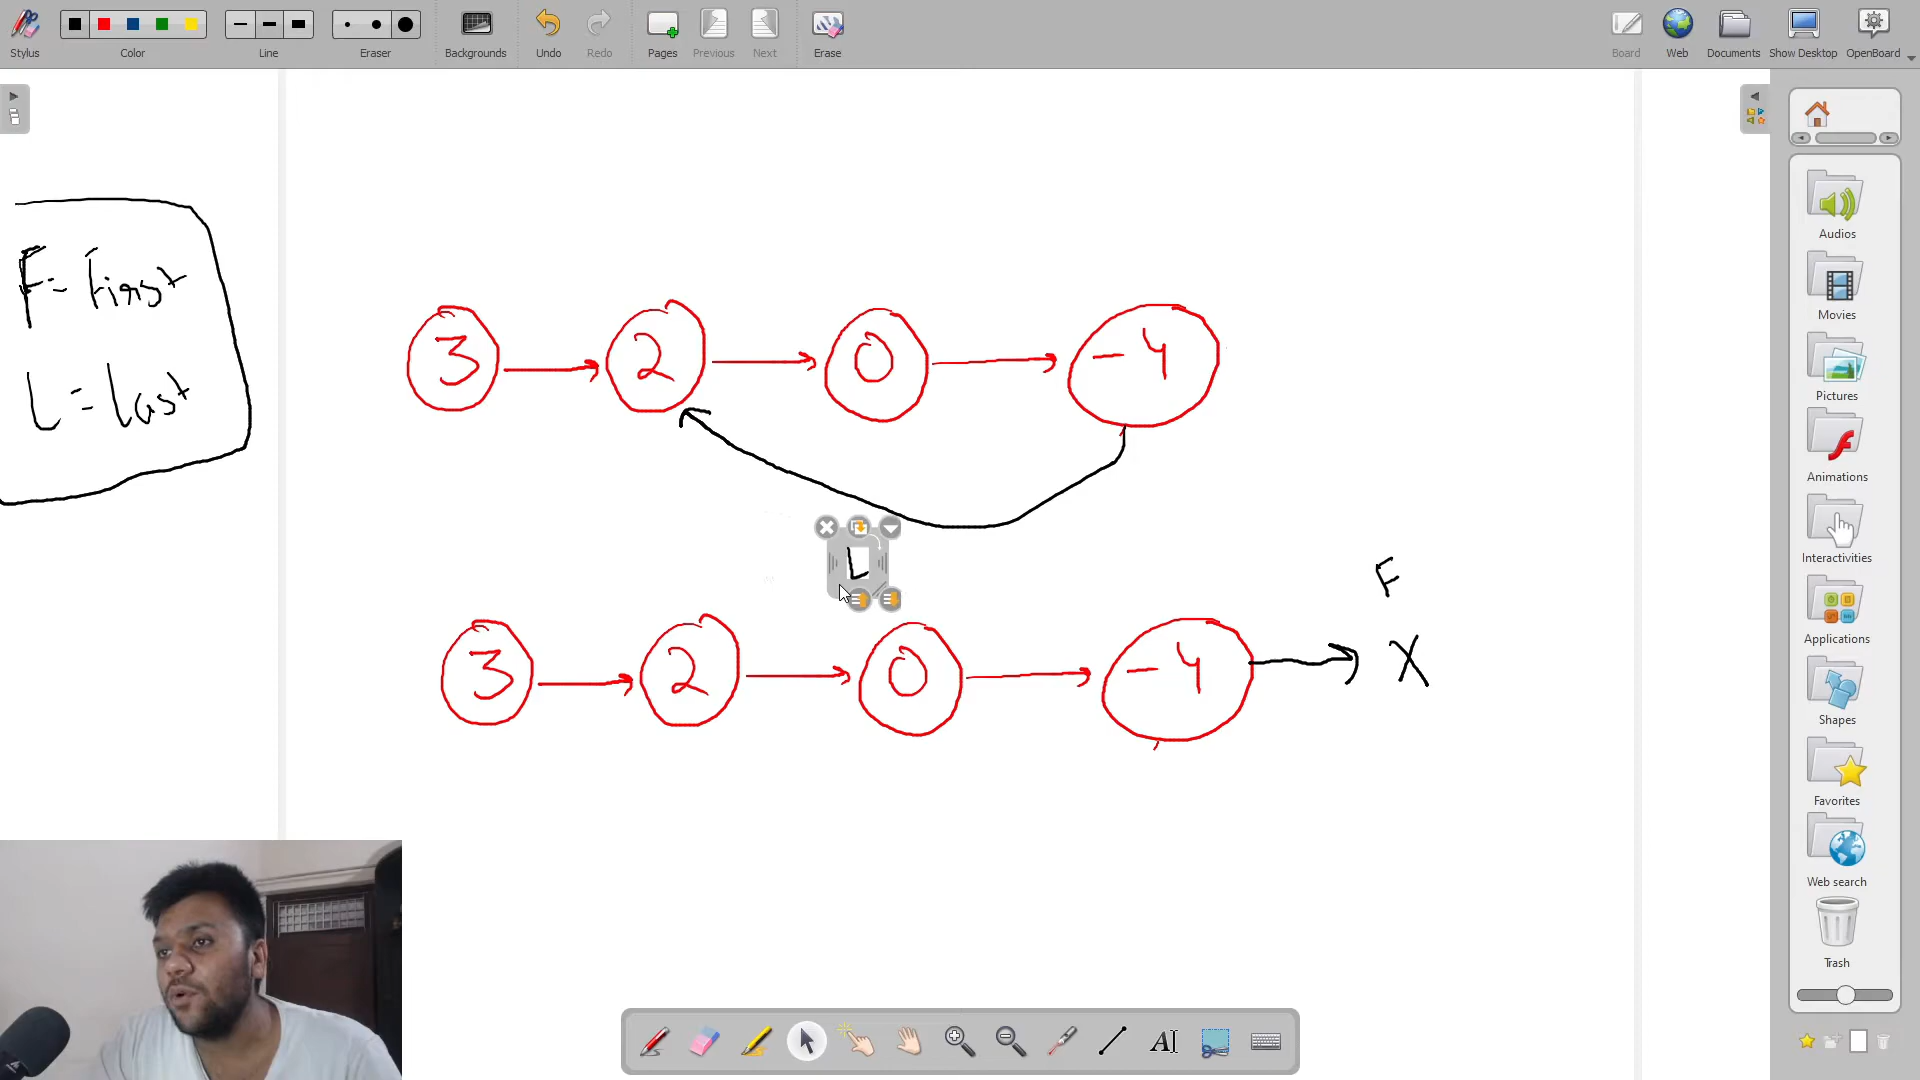 Stylus
Color
Line
Eraser
Backgrounds
Undo
Redo
Pages
Previous
Next
Erase
Board
Web
Documents
Show Desktop
OpenBoard
F = First
L = Last
3 2 0 -4
L
F
3 2 0 -4 X
Audios
Movies
Pictures
Animations
Interactivities
Applications
Shapes
Favorites
Web search
Trash
AI